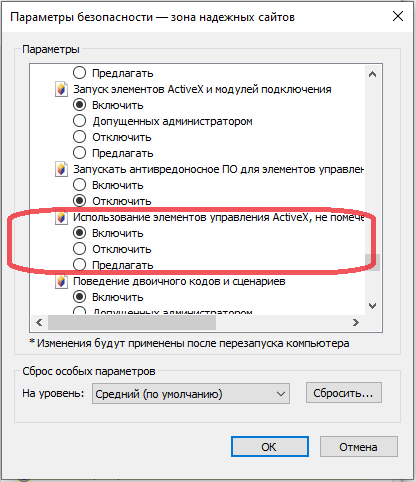 Параметры безопасности — зона надежных сайтов
Параметры
Предлагать
Запуск элементов ActiveX и модулей подключения
Включить
Допущенных администратором
Отключить
Предлагать
Запускать антивредоносное ПО для элементов управлен
Включить
Отключить
Использование элементов управления ActiveX, не помече
Включить
Отключить
Предлагать
Поведение двоичного кодов и сценариев
Включить
Допущенных администратором
*Изменения будут применены после перезапуска компьютера
Сброс особых параметров
На уровень: Средний (по умолчанию) Сбросить...
OK Отмена